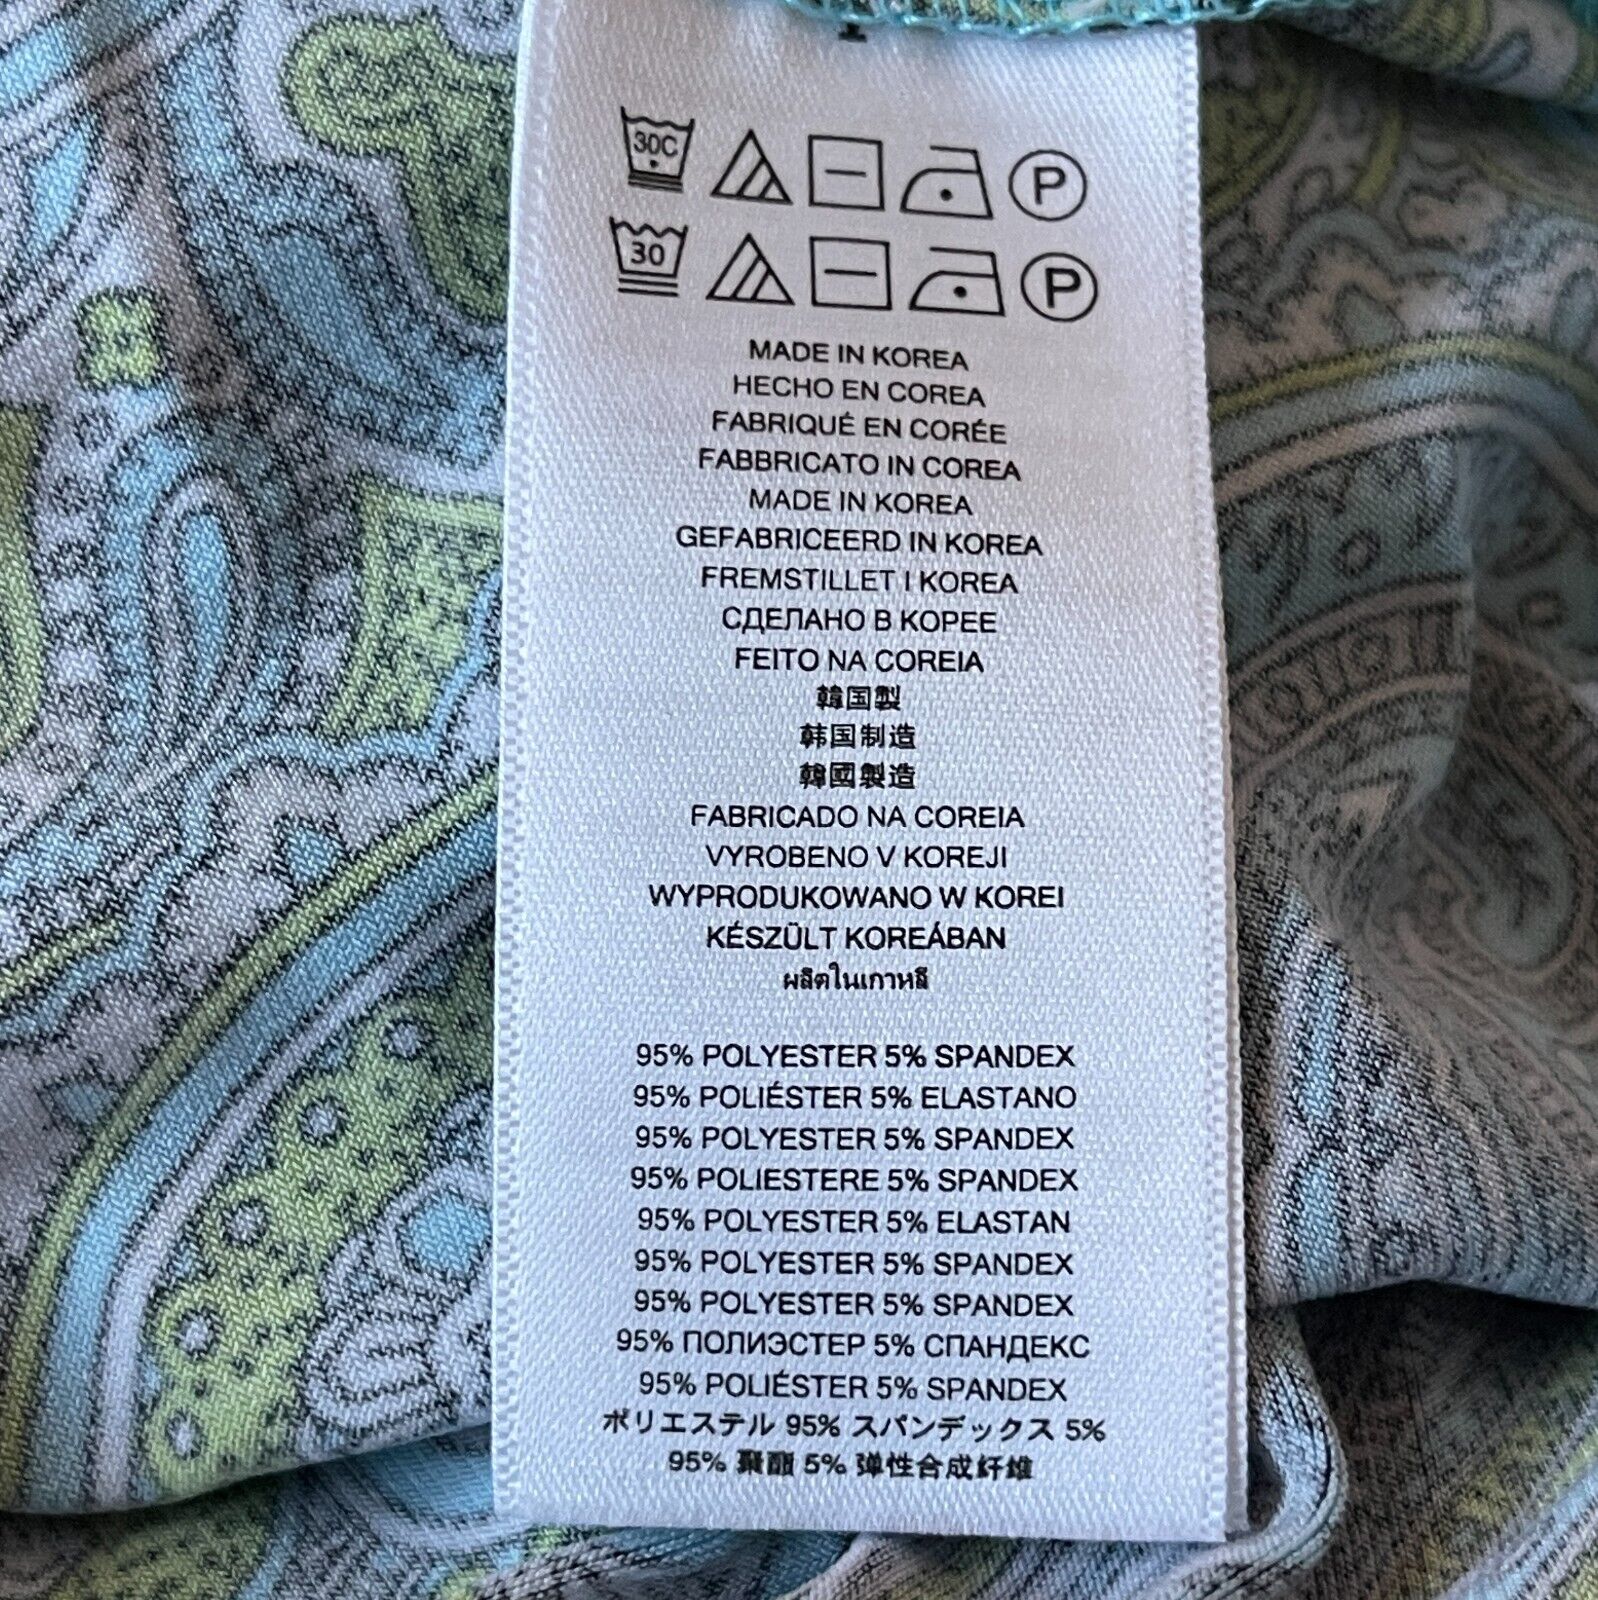 30C P
30 P
MADE IN KOREA
HECHO EN COREA
FABRIQUÉ EN CORÉE
FABBRICATO IN COREA
MADE IN KOREA
GEFABRICEERD IN KOREA
FREMSTILLET I KOREA
СДЕЛАНО В КОРЕЕ
FEITO NA COREIA
韓国製
韩国制造
韓國製造
FABRICADO NA COREIA
VYROBENO V KOREJI
WYPRODUKOWANO W KOREI
KÉSZÜLT KOREÁBAN
ผลิตในเกาหลี
95% POLYESTER 5% SPANDEX
95% POLIÉSTER 5% ELASTANO
95% POLYESTER 5% SPANDEX
95% POLIESTERE 5% SPANDEX
95% POLYESTER 5% ELASTAN
95% POLYESTER 5% SPANDEX
95% POLYESTER 5% SPANDEX
95% ПОЛИЭСТЕР 5% СПАНДЕКС
95% POLIÉSTER 5% SPANDEX
ポリエステル 95% スパンデックス 5%
95% 聚酯 5% 弹性合成纤维